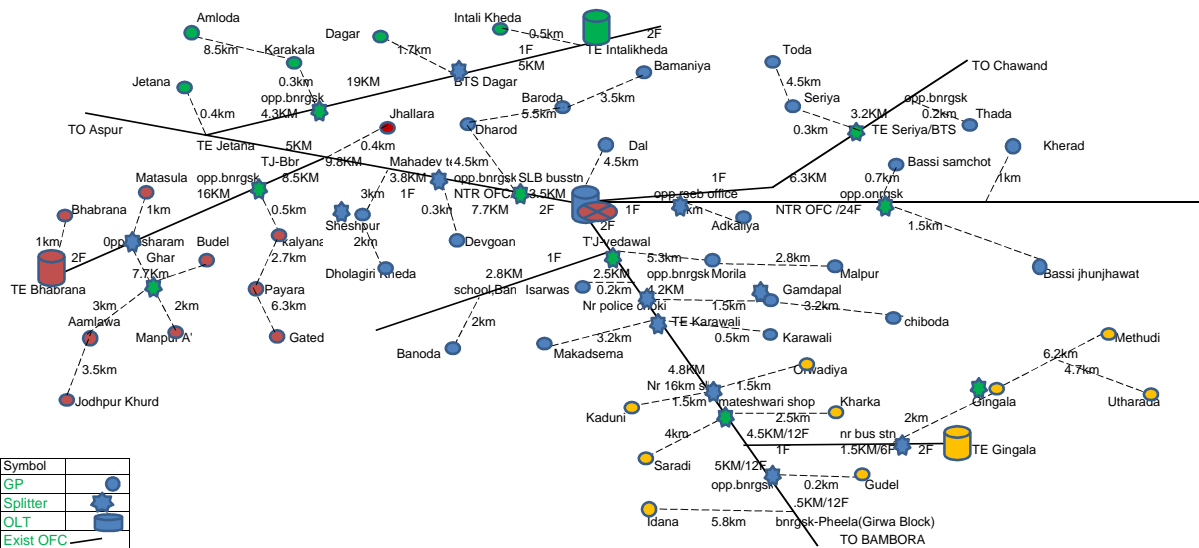 Amloda
Intali Kheda
Dagar
0.5km
2F
8.5km
Karakala
1.7km
1F
TE Intalikheda
5KM
Toda
TO Chawand
Jetana
0.3km
19KM
BTS Dagar
Bamaniya
4.5km
opp.bnrgsk
Baroda
3.5km
Seriya
opp.bnrgsk
0.4km
4.3KM
Jhallara
5.5km
3.2KM
0.2km
Thada
TO Aspur
Dharod
0.3km
TE Seriya/BTS
TE Jetana
5KM
0.4km
Dal
Kherad
TJ-Bbr
9.8KM
Mahadev t
4.5km
4.5km
Bassi samchot
Matasula
opp.bnrgsk
8.5KM
3.8KM
opp.bnrgsk
SLB busstn
1F
6.3KM
0.7km
16KM
3km
1F
NTR OFC
3.5KM
opp.rseb office
opp.bnrgsk
1km
Bhabrana
1km
0.5km
0.3km
7.7KM
2F
1F
km
NTR OFC /24F
Sheshpur
2F
Adkaliya
1.5km
1km
2F
Budel
kalyana
2km
Devgoan
TJ-vedawal
Ghar
2.7km
1F
5.3km
2.8km
7.7Km
Dholagiri Kheda
2.8KM
2.5KM
opp.bnrgsk
Morila
Malpur
Bassi jhunjhawat
TE Bhabrana
Payara
school,Ban
Isarwas
0.2km
4.2KM
Gamdapal
3km
2km
6.3km
Nr police choki
1.5km
3.2km
Aamlawa
2km
TE Karawali
chiboda
Manpur A'
Gated
3.2km
0.5km
Karawali
Methudi
Banoda
Makadsema
6.2km
3.5km
4.8KM
Orwadiya
4.7km
Nr 16km s
1.5km
Jodhpur Khurd
1.5km
mateshwari shop
Kharka
Gingala
Utharada
Kaduni
2.5km
2km
4km
4.5KM/12F
nr bus stn
1F
1.5KM/6F
2F
TE Gingala
Symbol
Saradi
5KM/12F
GP
opp.bnrgsk
0.2km
Gudel
Splitter
.5KM/12F
OLT
Idana
5.8km
bnrgsk-Pheela(Girwa Block)
Exist OFC
TO BAMBORA